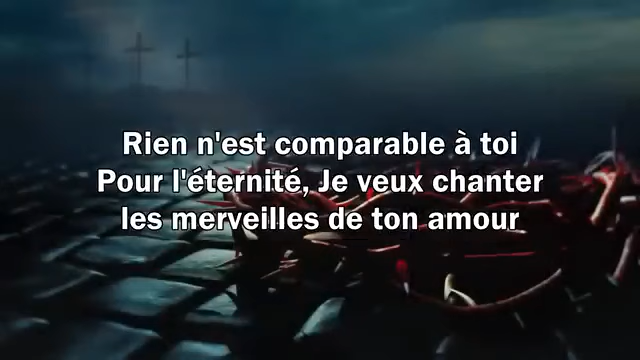 Rien n'est comparable à toi
Pour l'éternité, Je veux chanter
les merveilles de ton amour